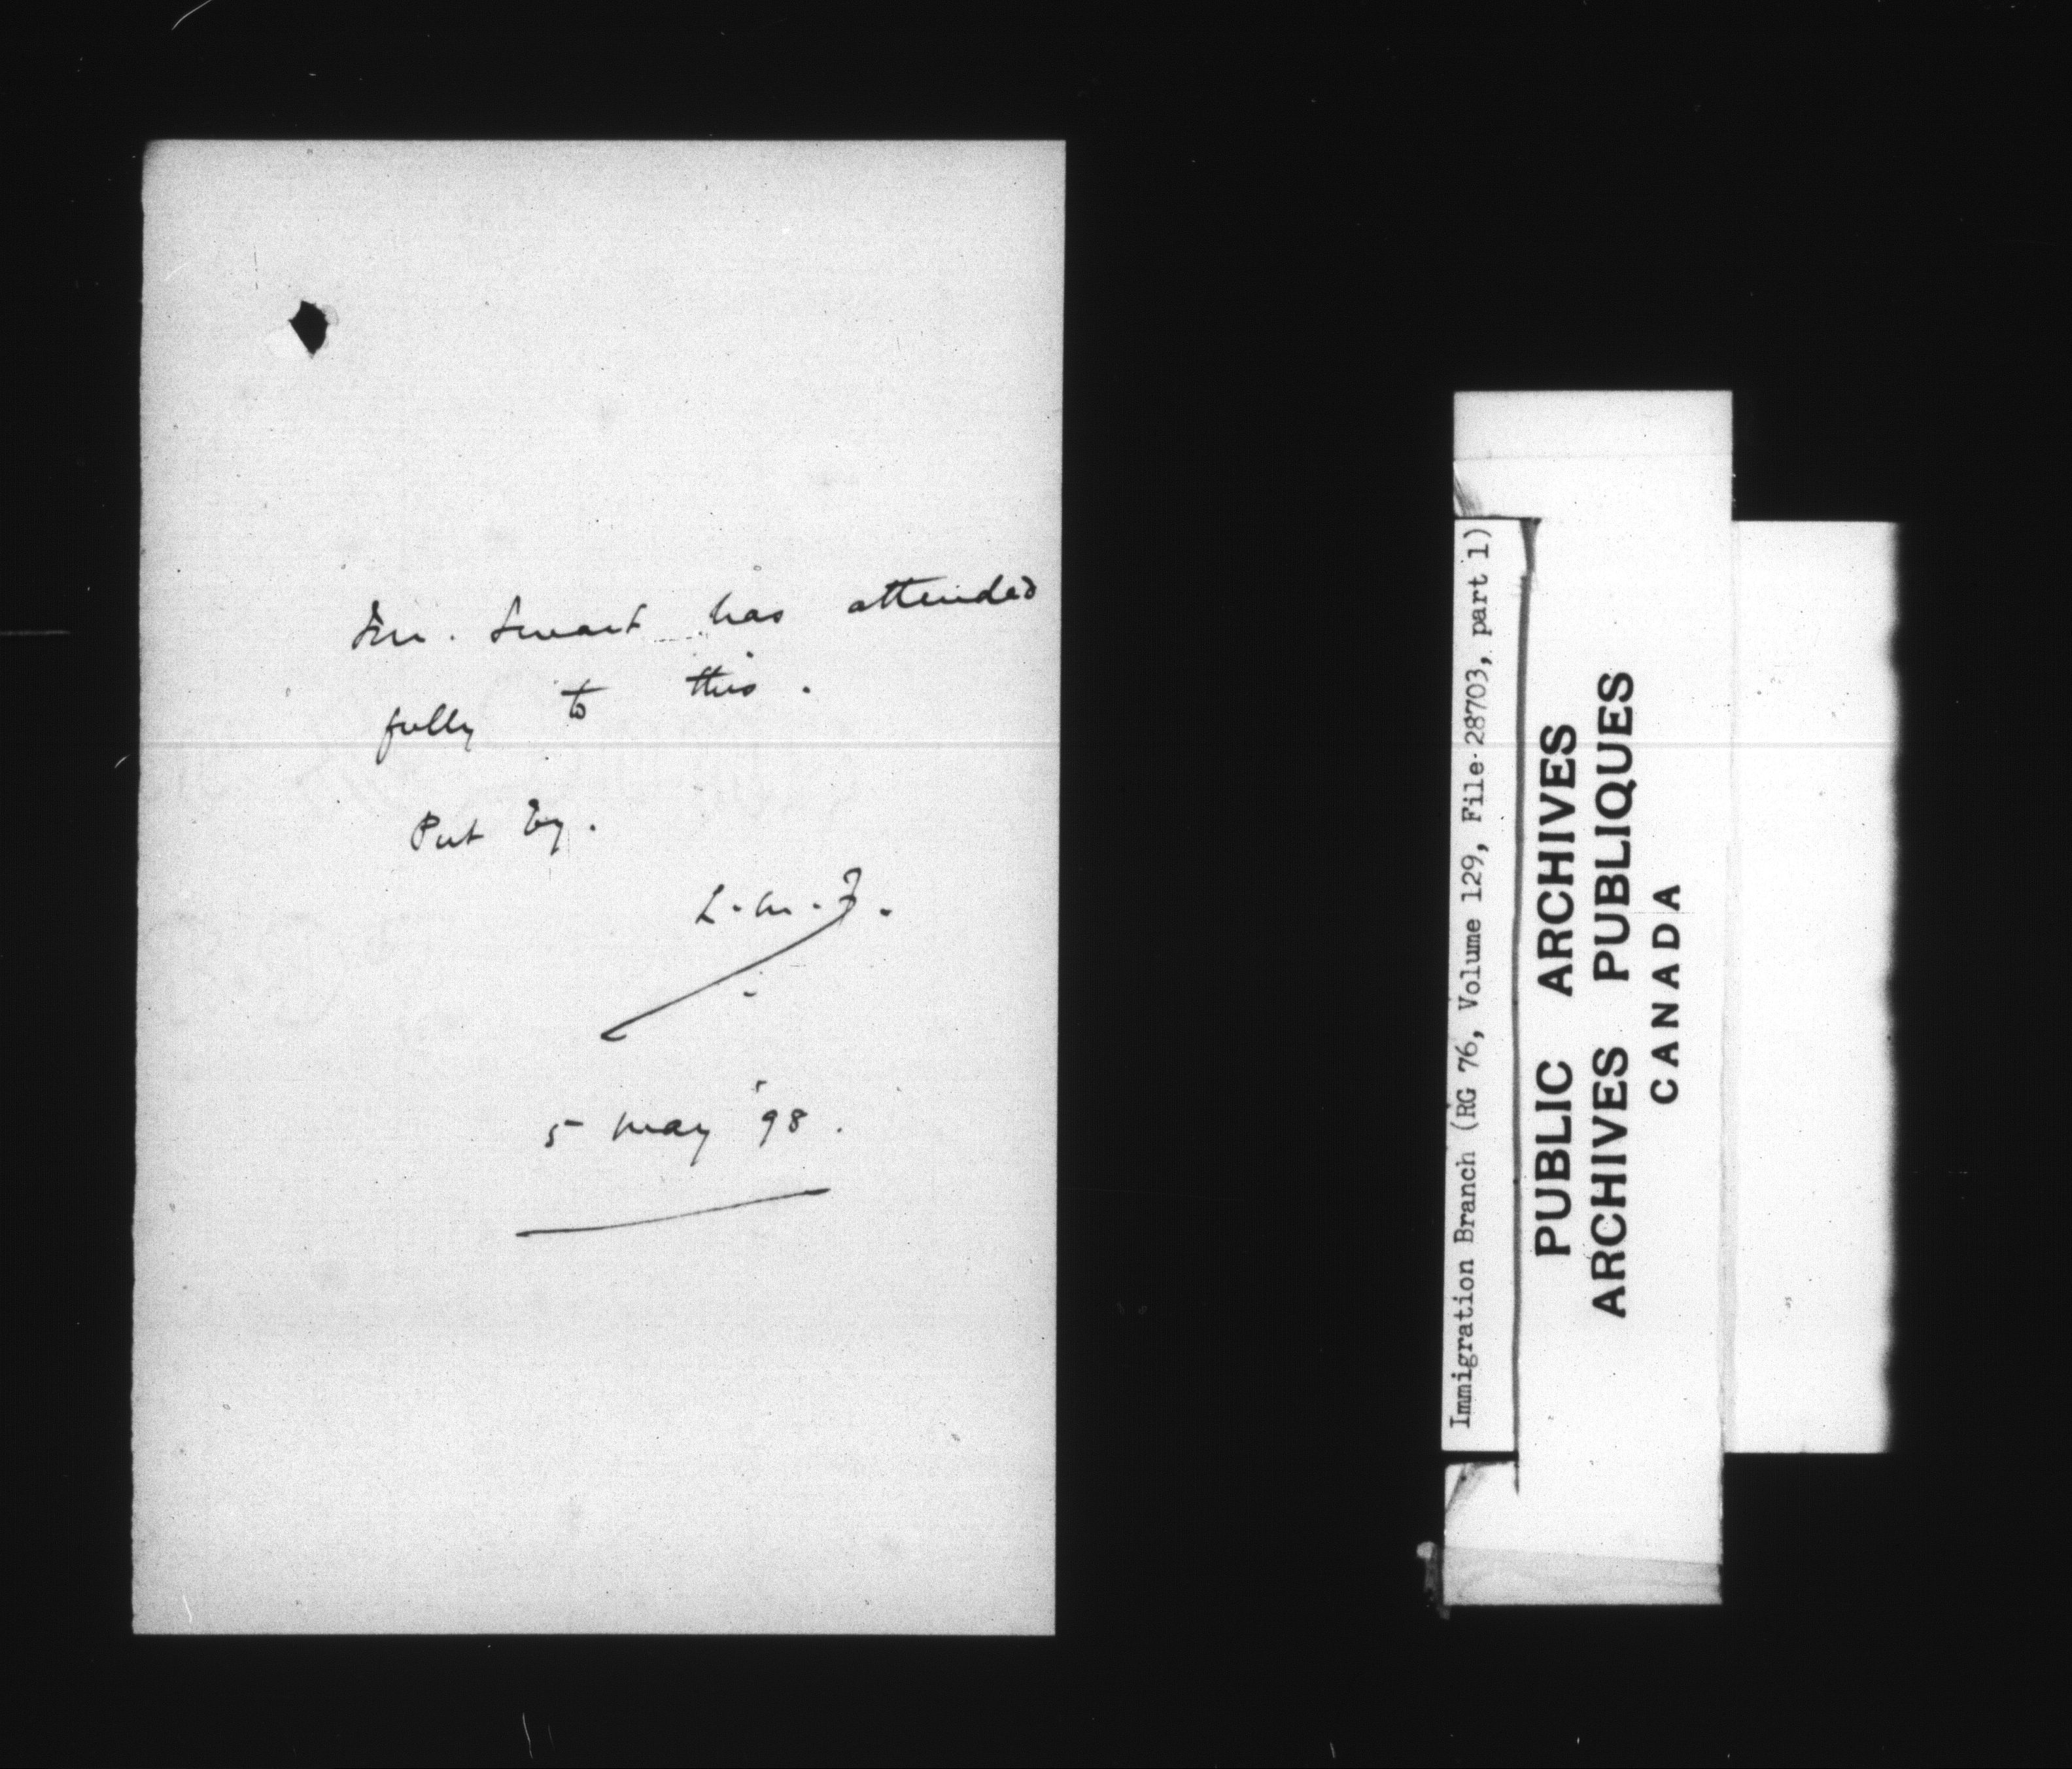 Mr. Smart has attended
fully to this.
Put by.
L. M. F.
5 May '98.
Immigration Branch (RG 76, Volume 129, File 28703, part 1)
PUBLIC ARCHIVES
ARCHIVES PUBLIQUES
CANADA